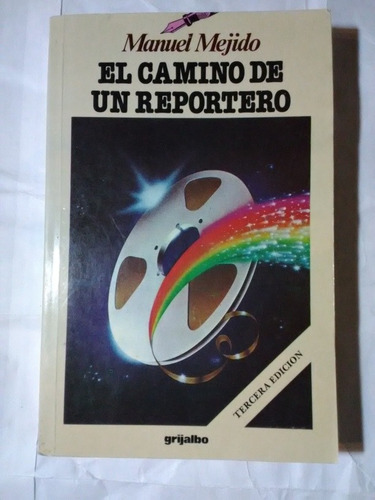 Manuel Mejido
EL CAMINO DE
UN REPORTERO
TERCERA EDICION
grijalbo